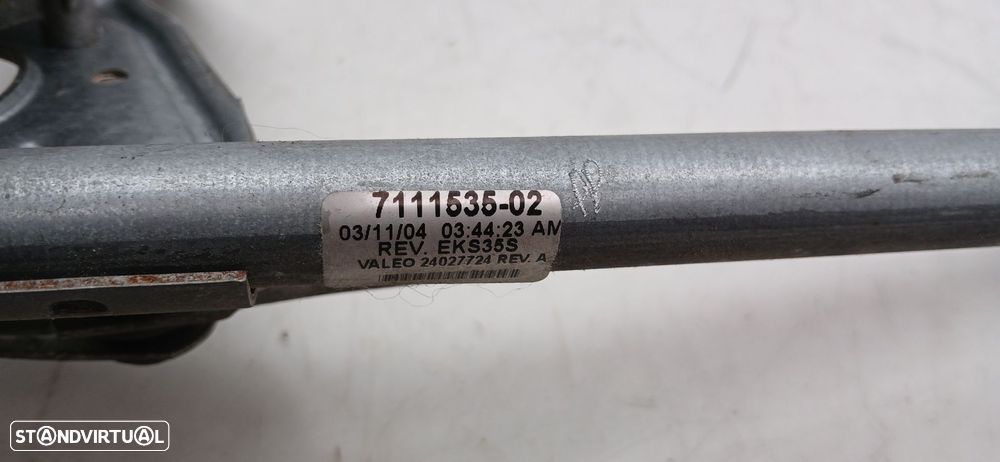 7111535-02
03/11/04 03:44:23 AM
REV. EKS35S
VALEO 24027724 REV. A
STANDVIRTUAL